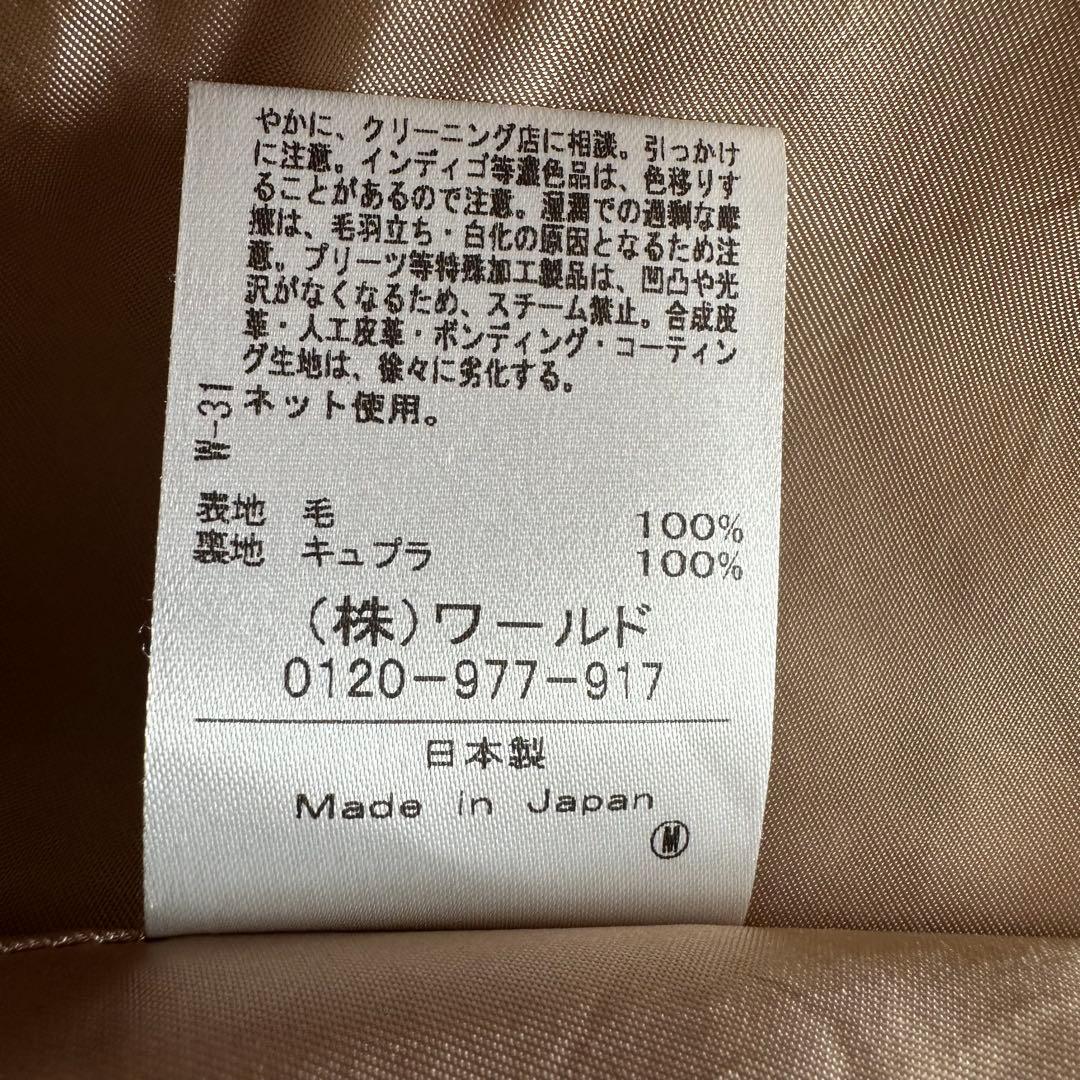 やかに、クリーニング店に相談。引っかけ
に注意。インディゴ等濃色品は、色移りす
ることがあるので注意。湿潤での過剰な摩
擦は、毛羽立ち・白化の原因となるため注
意。プリーツ等特殊加工製品は、凹凸や光
沢がなくなるため、スチーム禁止。合成皮
革・人工皮革・ボンディング・コーティン
グ生地は、徐々に劣化する。
ネット使用。
W-31
表地 毛 100%
裏地 キュプラ 100%
(株)ワールド
0120-977-917
日本製
Made in Japan
M